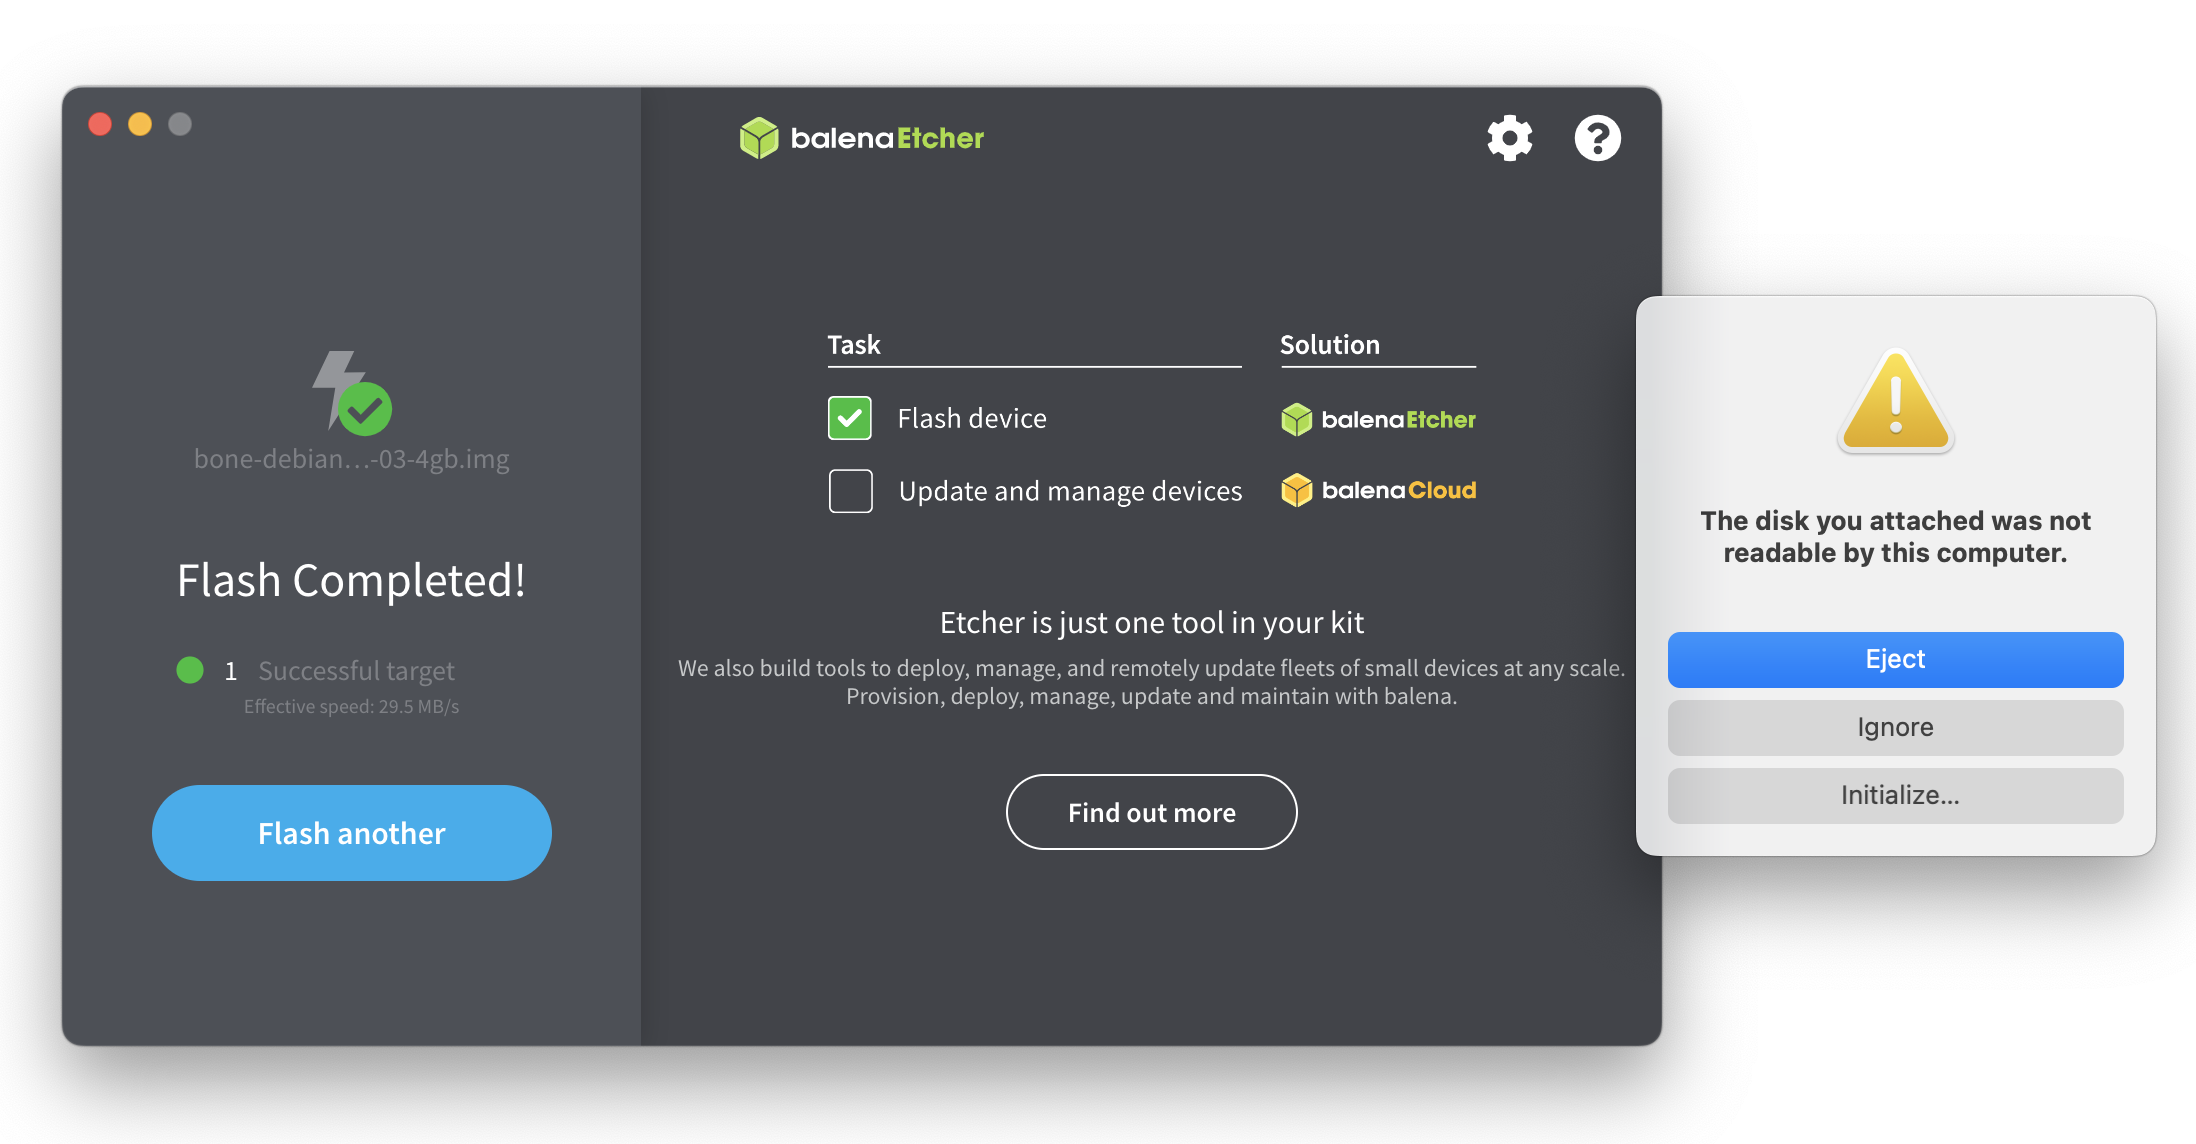 bone-debian...-03-4gb.img
Flash Completed!
1 Successful target
Effective speed: 29.5 MB/s
Flash another
balenaEtcher
Task Solution
Flash device balenaEtcher
Update and manage devices balenaCloud
Etcher is just one tool in your kit
We also build tools to deploy, manage, and remotely update fleets of small devices at any scale.
Provision, deploy, manage, update and maintain with balena.
Find out more
The disk you attached was not
readable by this computer.
Eject
Ignore
Initialize...